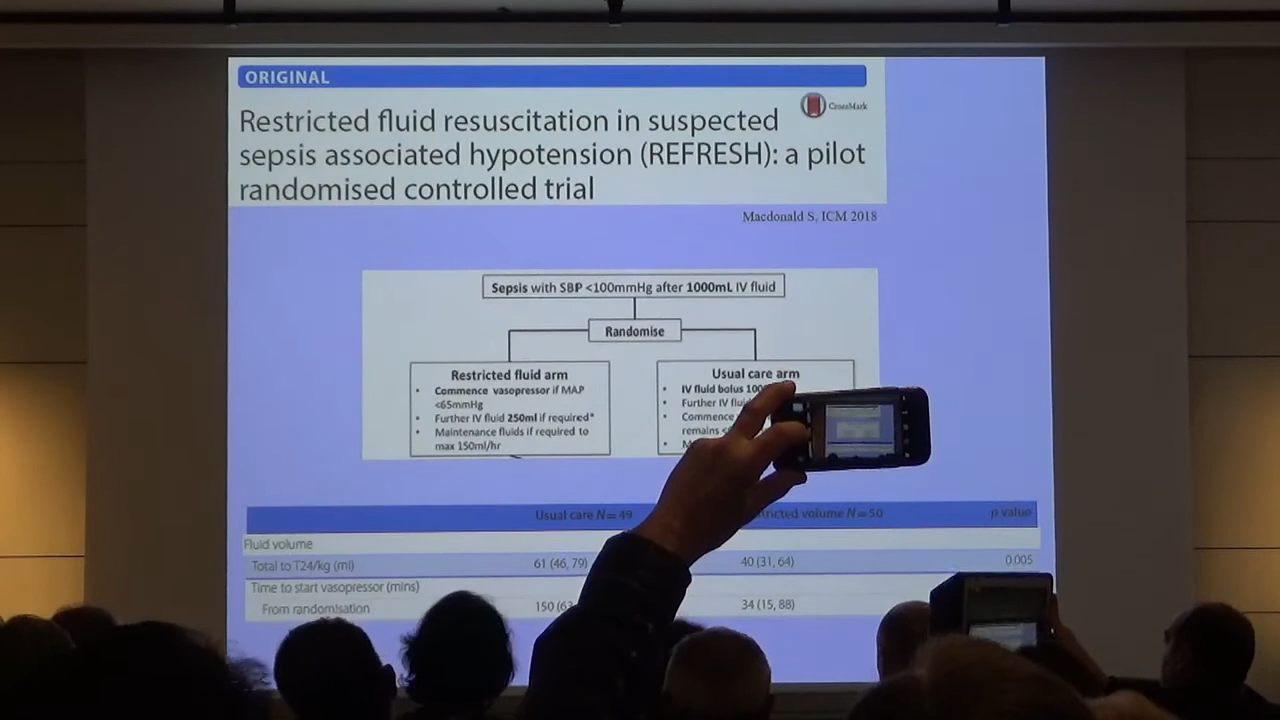 ORIGINAL
CrossMark
Restricted fluid resuscitation in suspected
sepsis associated hypotension (REFRESH): a pilot
randomised controlled trial
Macdonald S, ICM 2018
Sepsis with SBP <100mmHg after 1000mL IV fluid
Randomise
Restricted fluid arm
• Commence vasopressor if MAP
<65mmHg
• Further IV fluid 250ml if required*
• Maintenance fluids if required to
max 150ml/hr
Usual care arm
• IV fluid bolus
• Further IV
• Commence
remains
Usual care N = 49 volume N = 50 p value
Fluid volume
Total to T24/kg (ml) 61 (46, 79) 40 (31, 64) 0.005
Time to start vasopressor (mins)
From randomisation 150 34 (15, 88)